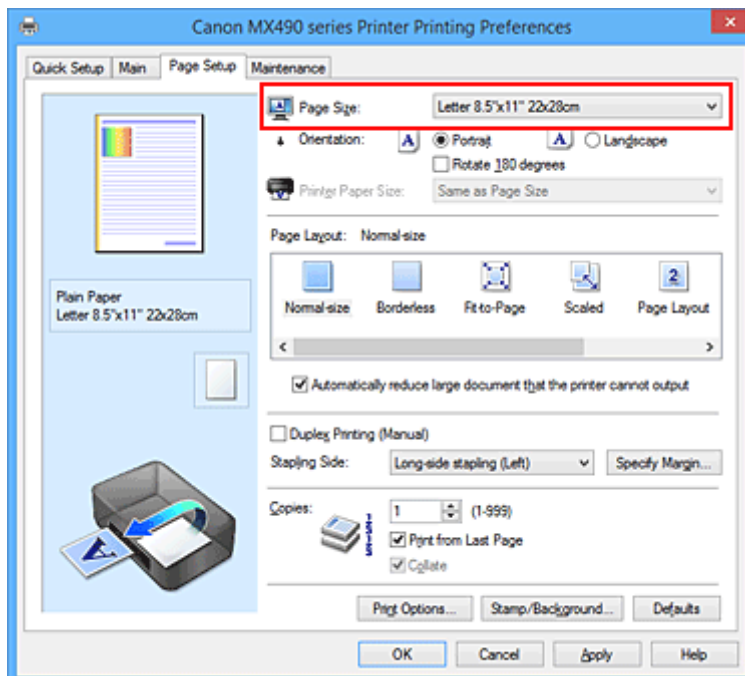 Canon MX490 series Printer Printing Preferences
Quick Setup Main Page Setup Maintenance
Page Size: Letter 8.5"x11" 22x28cm
Orientation: A Portrait A Landscape
Rotate 180 degrees
Printer Paper Size: Same as Page Size
Page Layout: Normal-size
2
Normal-size Borderless Fit-to-Page Scaled Page Layout
Plain Paper
Letter 8.5"x11" 22x28cm
Automatically reduce large document that the printer cannot output
Duplex Printing (Manual)
Stapling Side: Long-side stapling (Left) Specify Margin...
Copies: 1 (1-999)
Print from Last Page
Collate
A
Print Options... Stamp/Background... Defaults
OK Cancel Apply Help